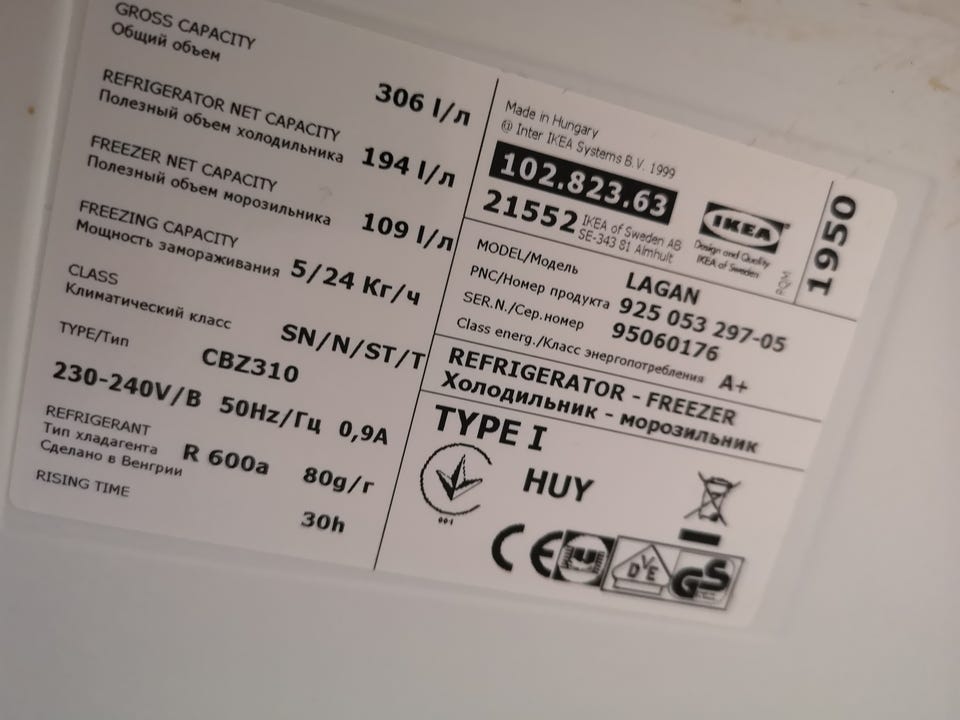 GROSS CAPACITY
Общий объем
306 l/л
REFRIGERATOR NET CAPACITY
Полезный объем холодильника
194 l/л
FREEZER NET CAPACITY
Полезный объем морозильника
109 l/л
FREEZING CAPACITY
Мощность замораживания
5/24 Кг/ч
CLASS
Климатический класс
SN/N/ST/T
TYPE/Тип
CBZ310
230-240V/В 50Hz/Гц 0,9A
REFRIGERANT
Тип хладагента
Сделано в Венгрии
R 600a 80g/г
RISING TIME
30h
Made in Hungary
@ Inter IKEA Systems B.V. 1999
102.823.63
21552
IKEA of Sweden AB
SE-343 81 Almhult
IKEA
Design and Quality
IKEA of Sweden
PQM
1950
MODEL/Модель LAGAN
PNC/Номер продукта 925 053 297-05
SER.N./Сер.номер 95060176
Class energ./Класс энергопотребления A+
REFRIGERATOR - FREEZER
Холодильник - морозильник
TYPE I
001
HUY
CE
VDE
GS